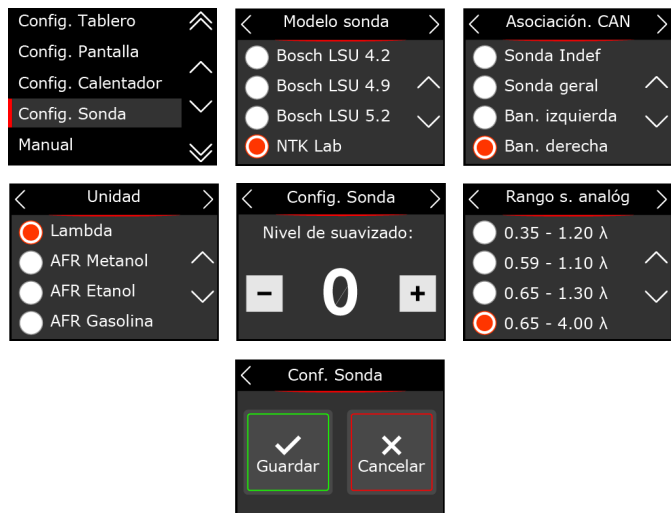 Config. Tablero
Config. Pantalla
Config. Calentador
Config. Sonda
Manual
Modelo sonda
Bosch LSU 4.2
Bosch LSU 4.9
Bosch LSU 5.2
NTK Lab
Asociación. CAN
Sonda Indef
Sonda geral
Ban. izquierda
Ban. derecha
Unidad
Lambda
AFR Metanol
AFR Etanol
AFR Gasolina
Config. Sonda
Nivel de suavizado:
- 0 +
Rango s. analóg
0.35 - 1.20 λ
0.59 - 1.10 λ
0.65 - 1.30 λ
0.65 - 4.00 λ
Conf. Sonda
Guardar
Cancelar